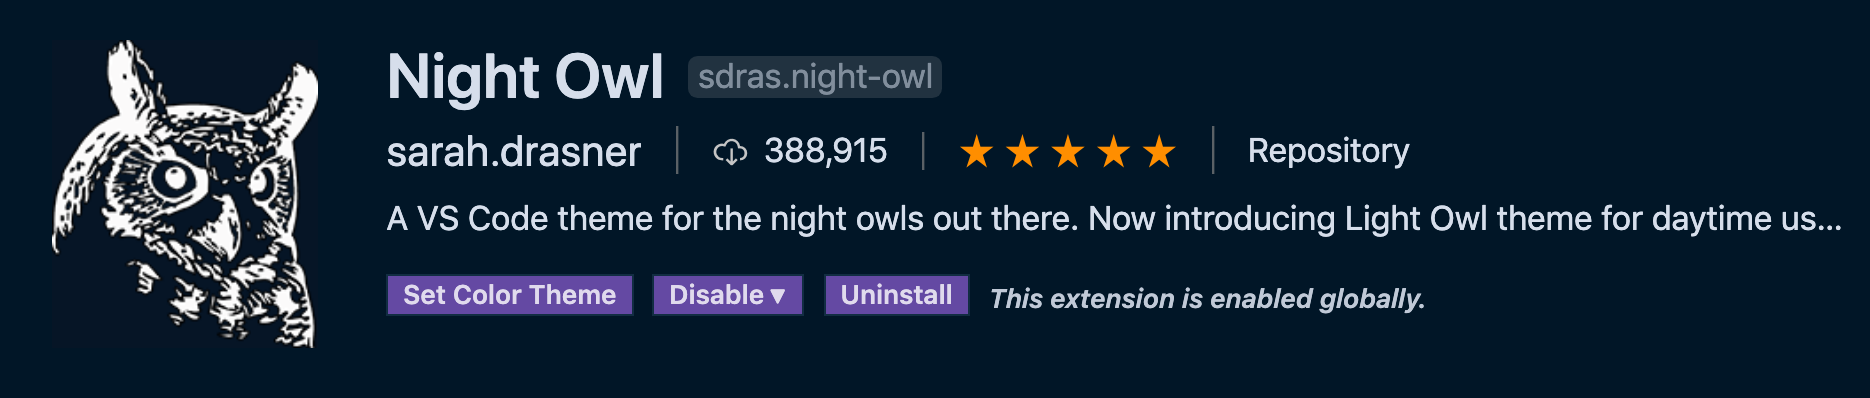 Night Owl sdras.night-owl
sarah.drasner 388,915 ★★★★★ Repository
A VS Code theme for the night owls out there. Now introducing Light Owl theme for daytime us...
Set Color Theme Disable ▾ Uninstall This extension is enabled globally.